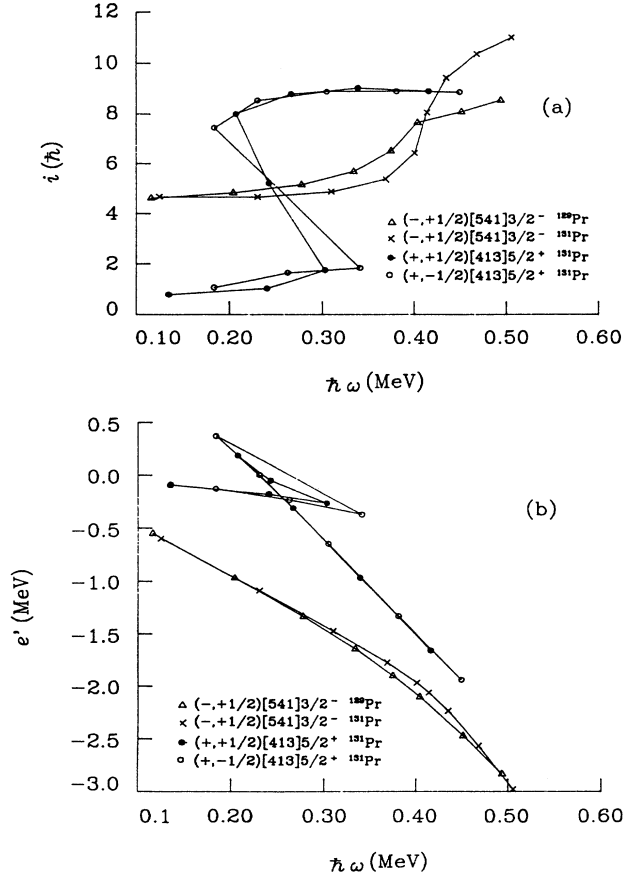 12
10
8
6
4
2
0
i (ħ)
(a)
△ (-,+1/2)[541]3/2⁻ ¹²⁹Pr
× (-,+1/2)[541]3/2⁻ ¹³¹Pr
● (+,+1/2)[413]5/2⁺ ¹³¹Pr
○ (+,-1/2)[413]5/2⁺ ¹³¹Pr
0.10 0.20 0.30 0.40 0.50 0.60
ħ ω (MeV)
0.5
0.0
-0.5
-1.0
-1.5
-2.0
-2.5
-3.0
e' (MeV)
(b)
△ (-,+1/2)[541]3/2⁻ ¹²⁹Pr
× (-,+1/2)[541]3/2⁻ ¹³¹Pr
● (+,+1/2)[413]5/2⁺ ¹³¹Pr
○ (+,-1/2)[413]5/2⁺ ¹³¹Pr
0.1 0.20 0.30 0.40 0.50 0.60
ħ ω (MeV)